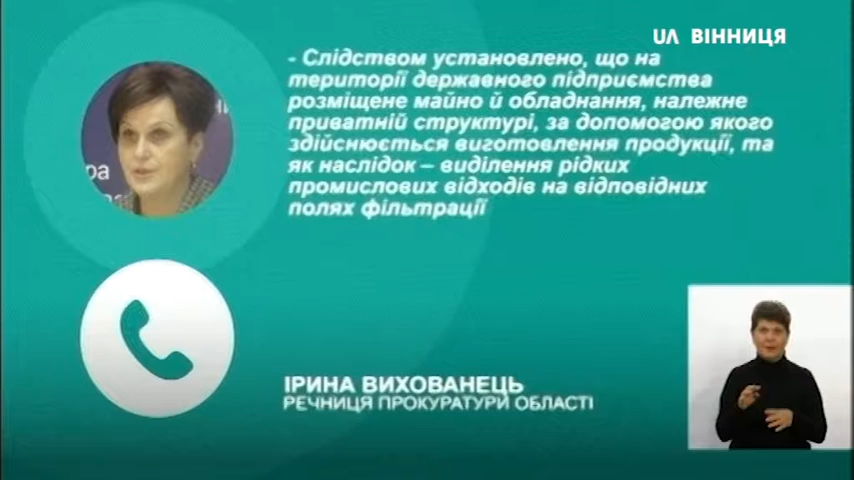 UA ВІННИЦЯ
- Слідством установлено, що на
території державного підприємства
розміщене майно й обладнання, належне
приватній структурі, за допомогою якого
здійснюється виготовлення продукції, та
як наслідок – виділення рідких
промислових відходів на відповідних
полях фільтрації
ра
ІРИНА ВИХОВАНЕЦЬ
РЕЧНИЦЯ ПРОКУРАТУРИ ОБЛАСТІ